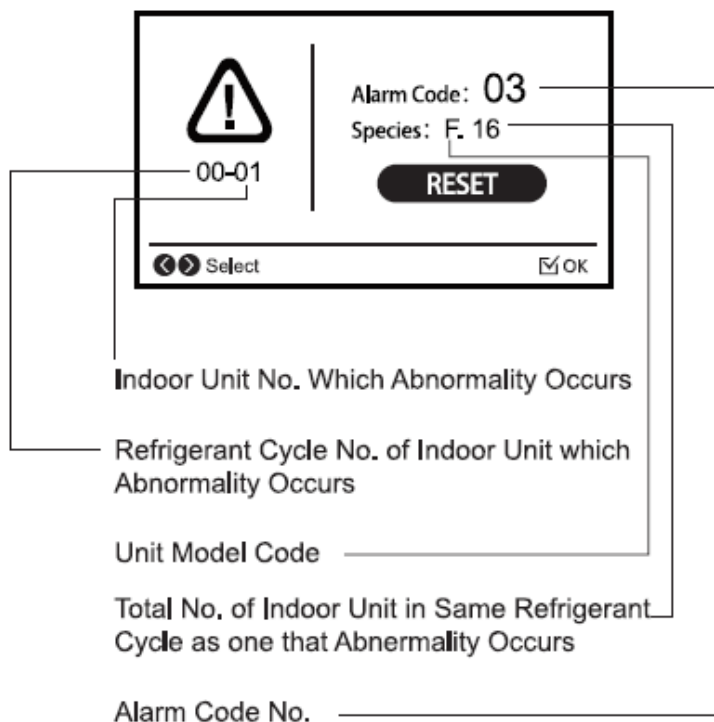 Alarm Code: 03
Species: F. 16
00-01
RESET
Select
OK
Indoor Unit No. Which Abnormality Occurs
Refrigerant Cycle No. of Indoor Unit which
Abnormality Occurs
Unit Model Code
Total No. of Indoor Unit in Same Refrigerant
Cycle as one that Abnermality Occurs
Alarm Code No.